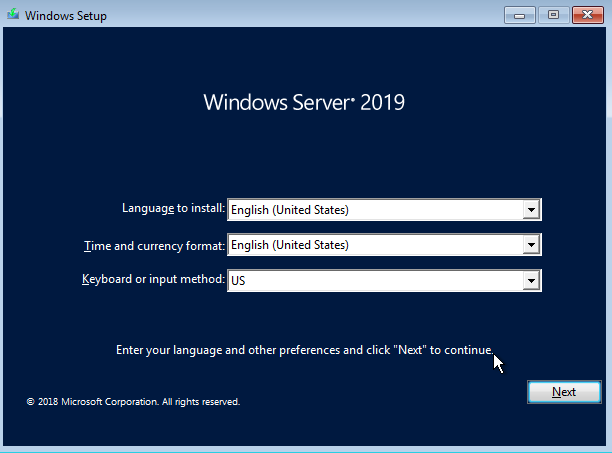 Windows Setup
Windows Server® 2019
Language to install: English (United States)
Time and currency format: English (United States)
Keyboard or input method: US
Enter your language and other preferences and click "Next" to continue.
Next
© 2018 Microsoft Corporation. All rights reserved.